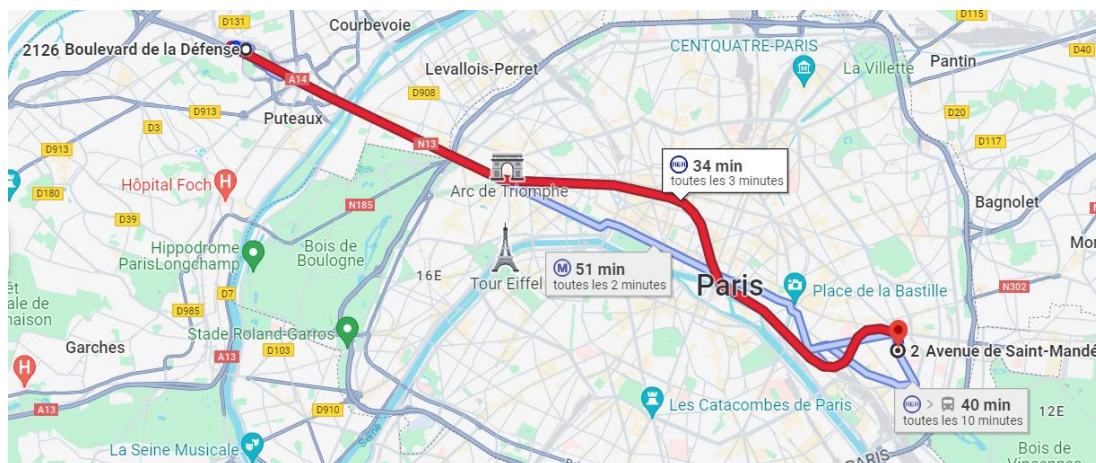 D131
Courbevoie
D115
2126 Boulevard de la Défense
CENTQUATRE-PARIS
D40
Levallois-Perret
La Villette
Pantin
A14
D913
D908
Puteaux
D20
D3
D913
N13
D117
RER 34 min
toutes les 3 minutes
Hôpital Foch
H
Arc de Triomphe
D180
N185
Bagnolet
D39
Hippodrome
ParisLongchamp
Bois de
Boulogne
M 51 min
toutes les 2 minutes
16E
Tour Eiffel
Paris
Place de la Bastille
N302
D7
D985
Stade Roland-Garros
Garches
D103
A13
2 Avenue de Saint-Mandé
H
RER > 40 min
toutes les 10 minutes
A13
D910
Les Catacombes de Paris
12E
La Seine Musicale
Seine
PARIS
Bois de